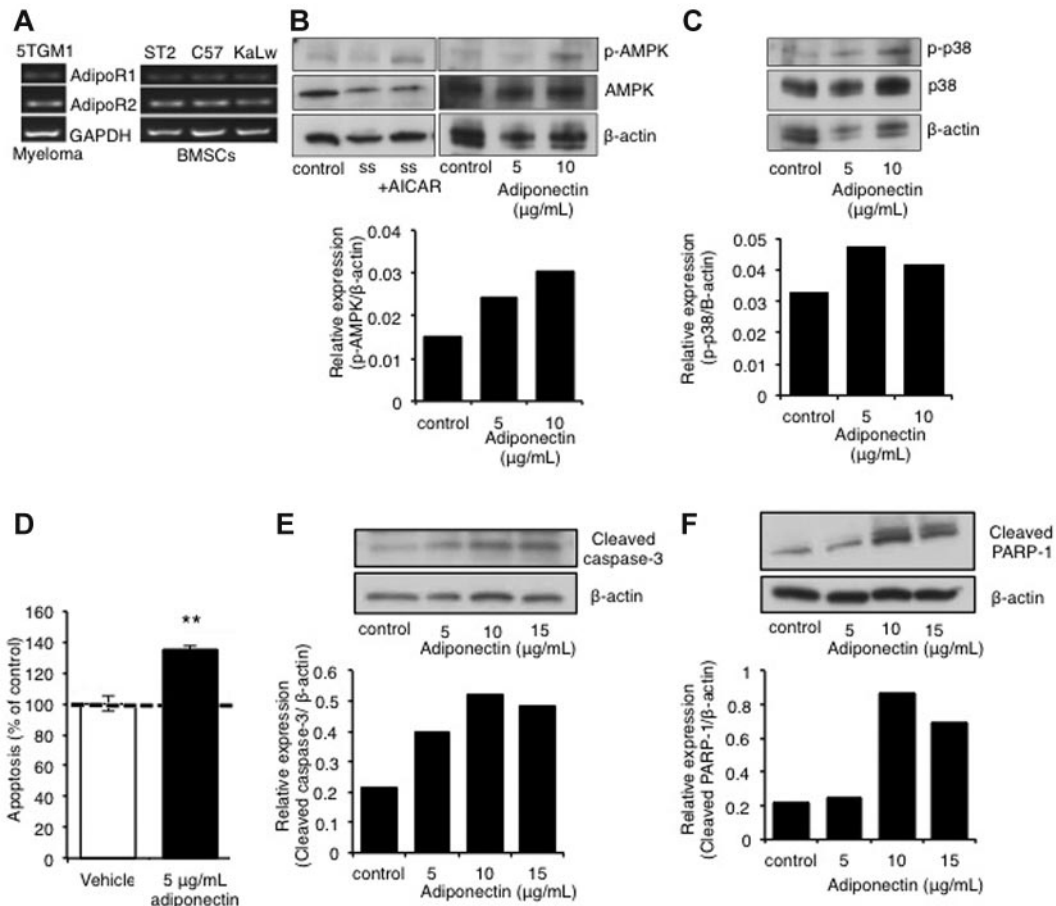 A
5TGM1
ST2 C57 KaLw
AdipoR1
AdipoR2
GAPDH
Myeloma
BMSCs
B
p-AMPK
AMPK
β-actin
control ss ss control 5 10
+AICAR Adiponectin
(μg/mL)
0.04
0.03
0.02
0.01
0
Relative expression
(p-AMPK/β-actin)
control 5 10
Adiponectin
(μg/mL)
C
p-p38
p38
β-actin
control 5 10
Adiponectin
(μg/mL)
0.05
0.04
0.03
0.02
0.01
0
Relative expression
(p-p38/B-actin)
control 5 10
Adiponectin
(μg/mL)
D
160
140
120
100
80
60
40
20
0
Apoptosis (% of control)
**
Vehicle 5 μg/mL
adiponectin
E
Cleaved
caspase-3
β-actin
control 5 10 15
Adiponectin (μg/mL)
0.6
0.5
0.4
0.3
0.2
0.1
0
Relative expression
(Cleaved caspase-3/ β-actin)
control 5 10 15
Adiponectin (μg/mL)
F
Cleaved
PARP-1
β-actin
control 5 10 15
Adiponectin (μg/mL)
1
0.8
0.6
0.4
0.2
0
Relative expression
(Cleaved PARP-1/β-actin)
control 5 10 15
Adiponectin (μg/mL)